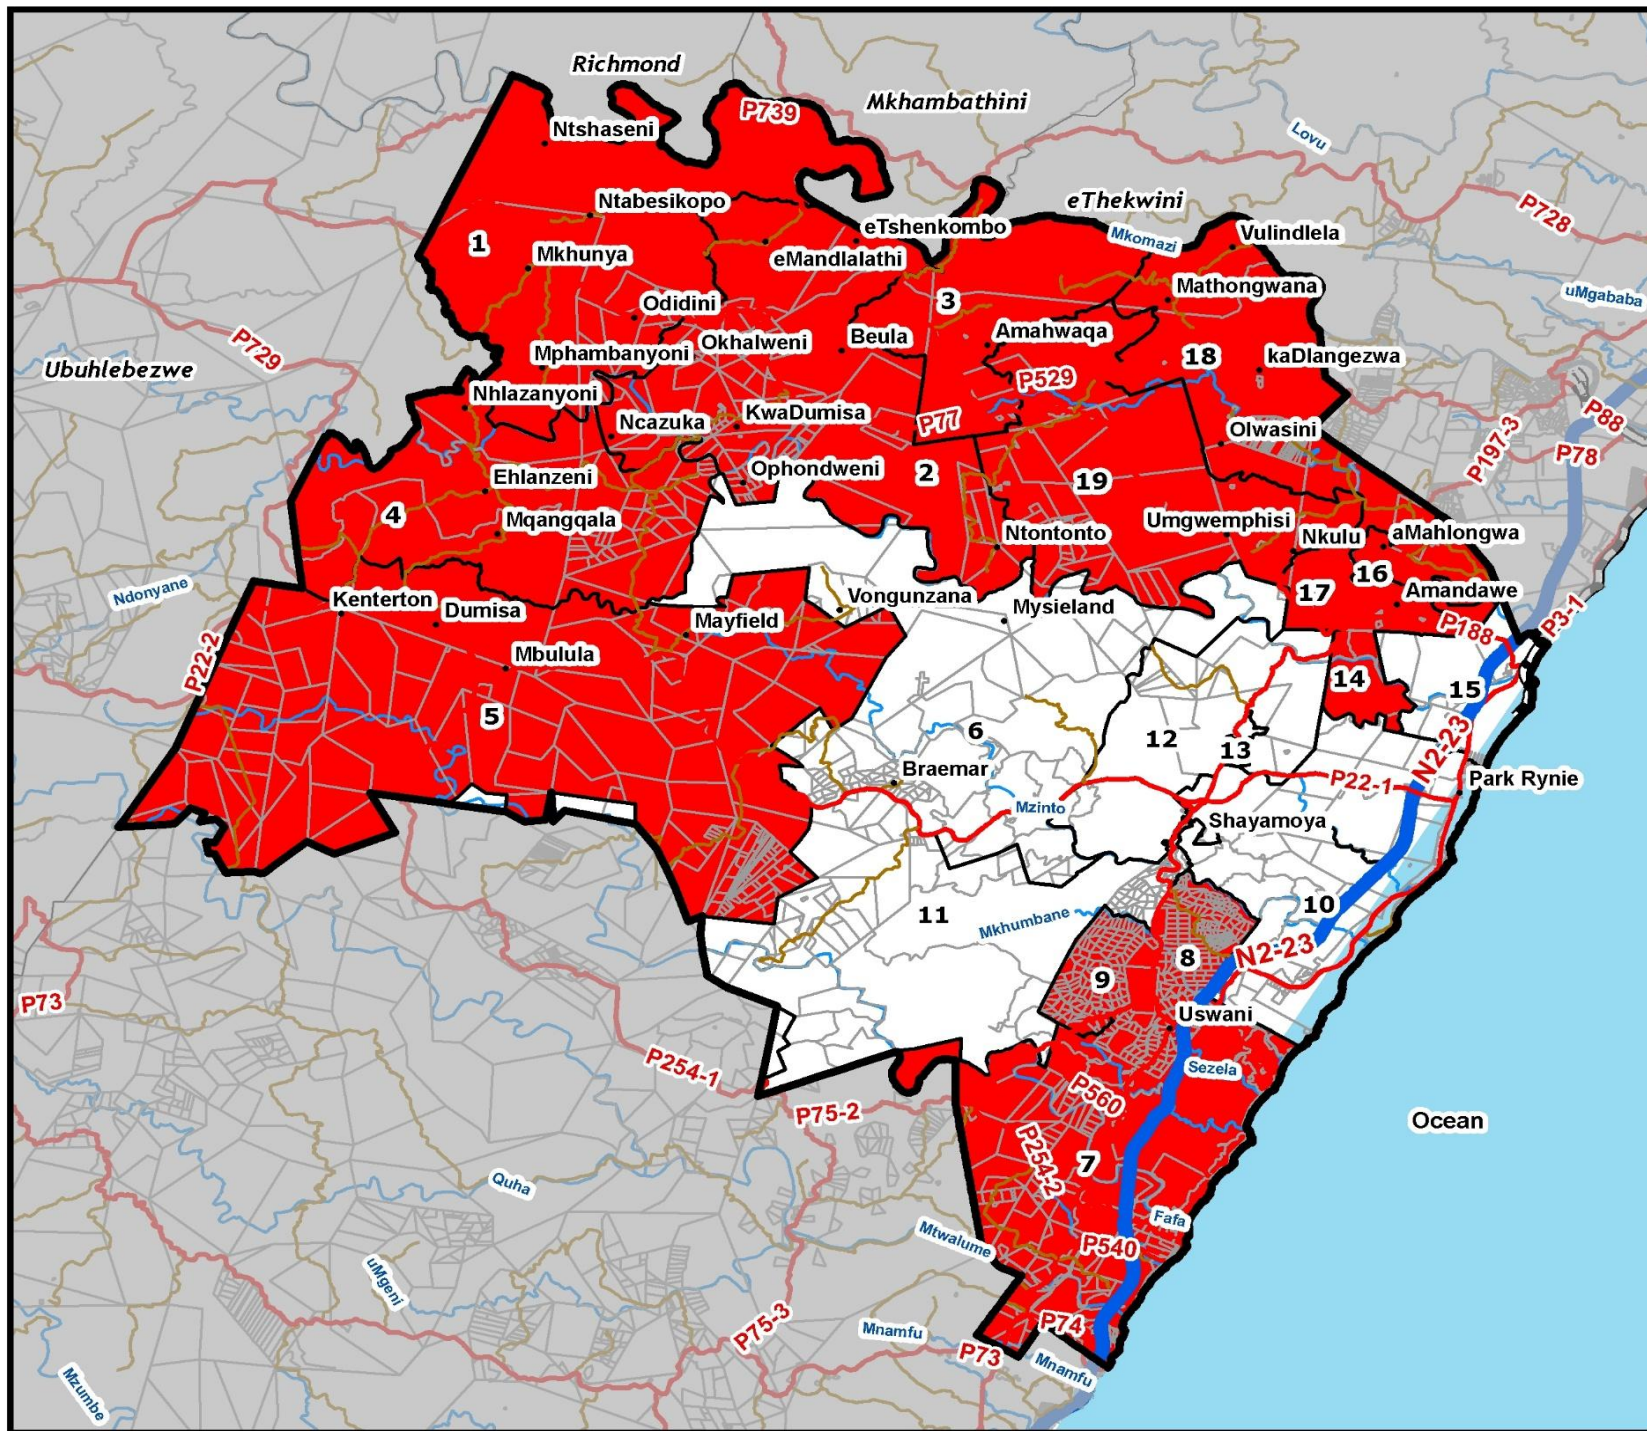 Richmond
Mkhambathini
P739
Ntshaseni
Lovu
Ntabesikopo
eThekwini
P728
eTshenkombo
Mkomazi
Vulindlela
1
Mkhunya
eMandlalathi
Mathongwana
uMgababa
3
Odidini
Okhalweni
Beula
Amahwaqa
18
kaDlangezwa
P729
Ubuhlebezwe
Mphambanyoni
P529
Nhlazanyoni
Ncazuka
KwaDumisa
P77
P88
Olwasini
P197-3
P78
Ophondweni
2
19
Ehlanzeni
4
Mqangqala
Umgwemphisi
Nkulu
aMahlongwa
Ntontonto
16
Ndonyane
Kenterton
Dumisa
Vongunzana
Mysieland
17
Amandawe
Mayfield
P188
P3-1
P22-2
Mbulula
14
15
5
6
12
13
N2-23
Braemar
P22-1
Park Rynie
Mzinto
Shayamoya
11
Mkhumbane
10
N2-23
8
9
P73
Uswani
P254-1
Sezela
P560
P75-2
Ocean
P254-2
7
Quha
Fafa
Mtwalume
P540
uMgeni
P75-3
Mnamfu
P74
P73
Mnamfu
Mzumbe